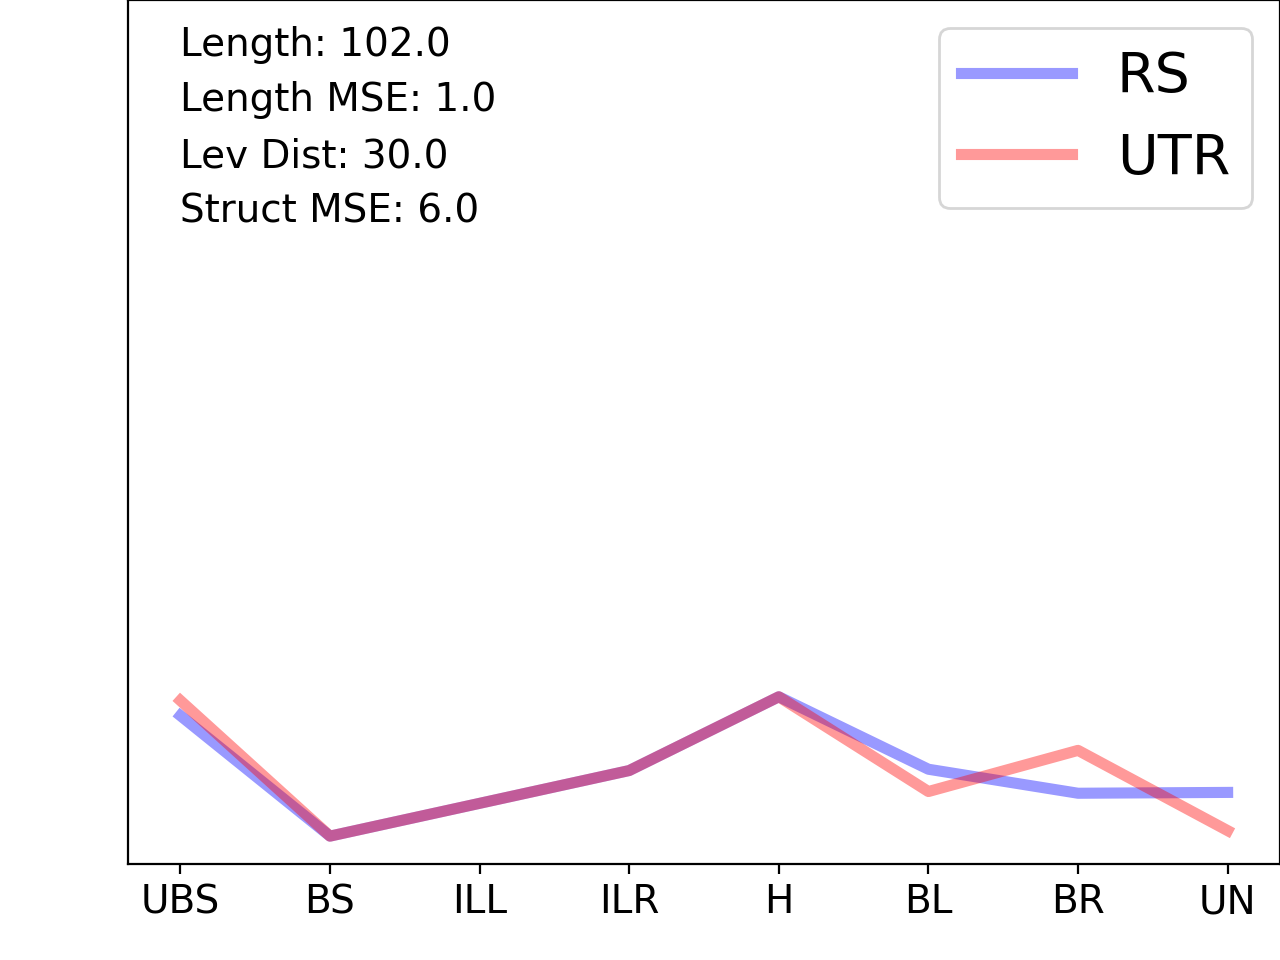 Length: 102.0
Length MSE: 1.0
Lev Dist: 30.0
Struct MSE: 6.0
RS
UTR
UBS BS ILL ILR H BL BR UN